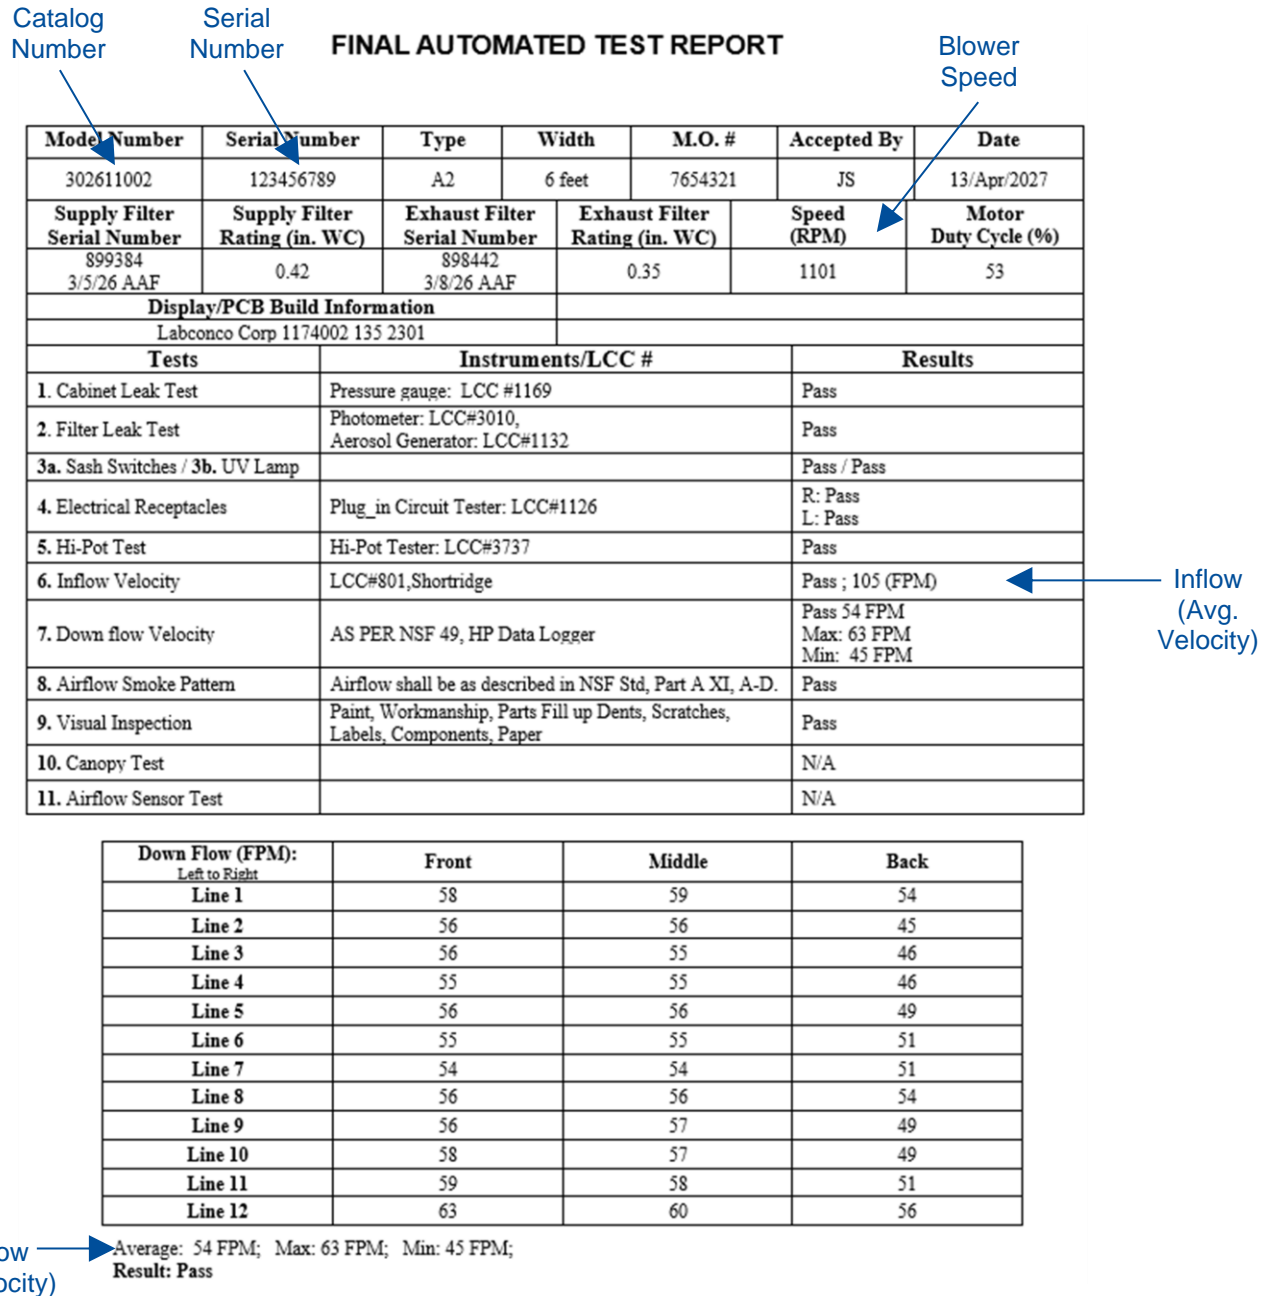 Catalog
Number
Serial
Number
FINAL AUTOMATED TEST REPORT
Blower
Speed
Model Number Serial Number Type Width M.O. # Accepted By Date
302611002 123456789 A2 6 feet 7654321 JS 13/Apr/2027
Supply Filter Serial Number Supply Filter Rating (in. WC) Exhaust Filter Serial Number Exhaust Filter Rating (in. WC) Speed (RPM) Motor Duty Cycle (%)
899384 3/5/26 AAF 0.42 898442 3/8/26 AAF 0.35 1101 53
Display/PCB Build Information
Labconco Corp 1174002 135 2301
Tests Instruments/LCC # Results
1. Cabinet Leak Test Pressure gauge: LCC #1169 Pass
2. Filter Leak Test Photometer: LCC#3010, Aerosol Generator: LCC#1132 Pass
3a. Sash Switches / 3b. UV Lamp Pass / Pass
4. Electrical Receptacles Plug_in Circuit Tester: LCC#1126 R: Pass L: Pass
5. Hi-Pot Test Hi-Pot Tester: LCC#3737 Pass
6. Inflow Velocity LCC#801,Shortridge Pass ; 105 (FPM)
Inflow
(Avg.
Velocity)
7. Down flow Velocity AS PER NSF 49, HP Data Logger Pass 54 FPM Max: 63 FPM Min: 45 FPM
8. Airflow Smoke Pattern Airflow shall be as described in NSF Std, Part A XI, A-D. Pass
9. Visual Inspection Paint, Workmanship, Parts Fill up Dents, Scratches, Labels, Components, Paper Pass
10. Canopy Test N/A
11. Airflow Sensor Test N/A
Down Flow (FPM): Left to Right Front Middle Back
Line 1 58 59 54
Line 2 56 56 45
Line 3 56 55 46
Line 4 55 55 46
Line 5 56 56 49
Line 6 55 55 51
Line 7 54 54 51
Line 8 56 56 54
Line 9 56 57 49
Line 10 58 57 49
Line 11 59 58 51
Line 12 63 60 56
Average: 54 FPM; Max: 63 FPM; Min: 45 FPM;
Result: Pass